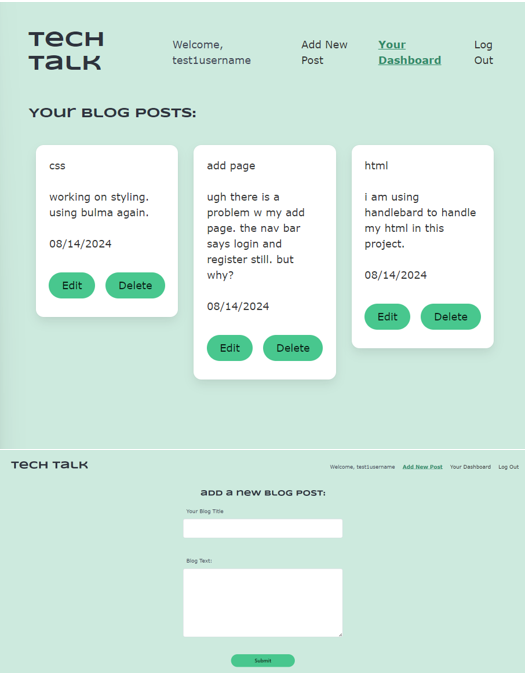 Tech
Talk
Welcome,
test1username
Add New
Post
Your
Dashboard
Log
Out
Your Blog Posts:
css
working on styling.
using bulma again.
08/14/2024
Edit
Delete
add page
ugh there is a
problem w my add
page. the nav bar
says login and
register still. but
why?
08/14/2024
Edit
Delete
html
i am using
handlebard to handle
my html in this
project.
08/14/2024
Edit
Delete
Tech Talk
Welcome, test1username
Add New Post
Your Dashboard
Log Out
Add a New Blog Post:
Your Blog Title
Blog Text:
Submit